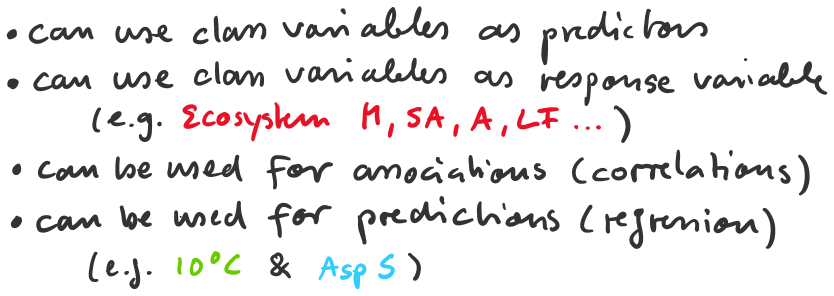 • can use class variables as predictors
• can use class variables as response variable
(e.g. Ecosystem M, SA, A, LF ...)
• can be used for associations (correlations)
• can be used for predictions (regression)
(e.g. 10°C & Asp S)